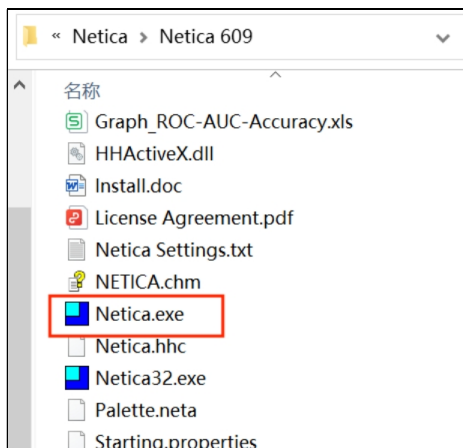 « Netica > Netica 609
名称
Graph_ROC-AUC-Accuracy.xls
HHActiveX.dll
Install.doc
License Agreement.pdf
Netica Settings.txt
NETICA.chm
Netica.exe
Netica.hhc
Netica32.exe
Palette.neta
Starting.properties